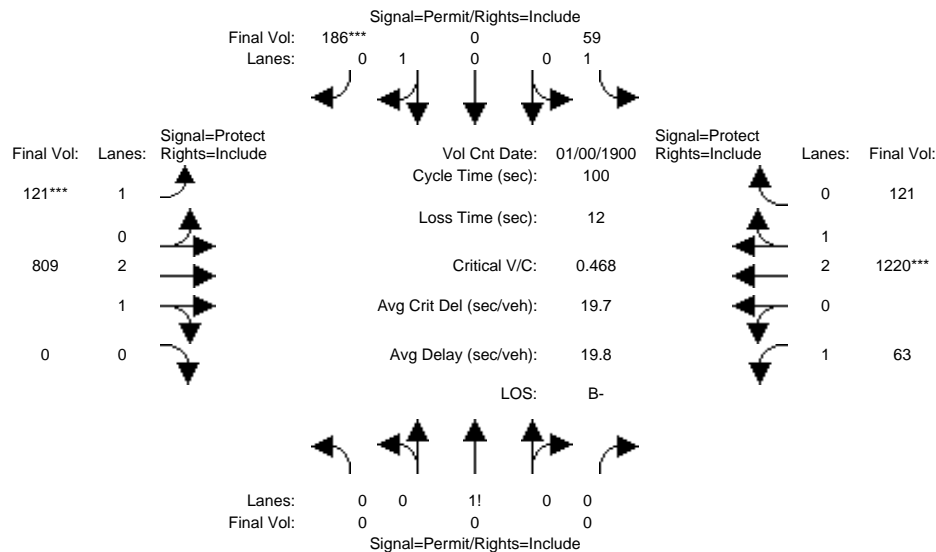 Signal=Permit/Rights=Include
Final Vol: 186*** 0 59
Lanes: 0 1 0 0 1
Signal=Protect Signal=Protect
Final Vol: Lanes: Rights=Include Vol Cnt Date: 01/00/1900 Rights=Include Lanes: Final Vol:
Cycle Time (sec): 100
121*** 1 0 121
Loss Time (sec): 12
0 1
809 2 Critical V/C: 0.468 2 1220***
1 Avg Crit Del (sec/veh): 19.7 0
0 0 Avg Delay (sec/veh): 19.8 1 63
LOS: B-
Lanes: 0 0 1! 0 0
Final Vol: 0 0 0
Signal=Permit/Rights=Include